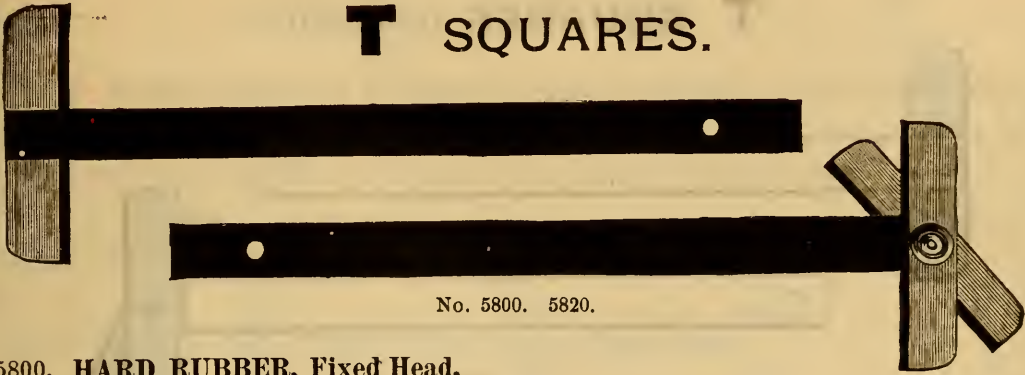 T SQUARES.
No. 5800. 5820.
5800. HARD RUBBER, Fixed Head.